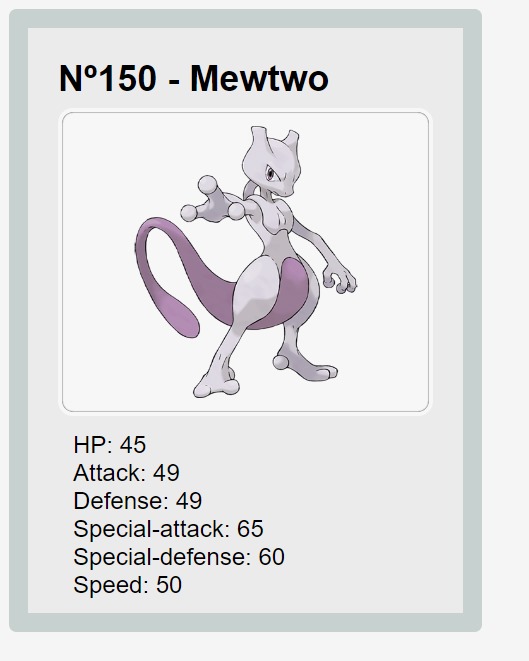 Nº150 - Mewtwo
HP: 45
Attack: 49
Defense: 49
Special-attack: 65
Special-defense: 60
Speed: 50